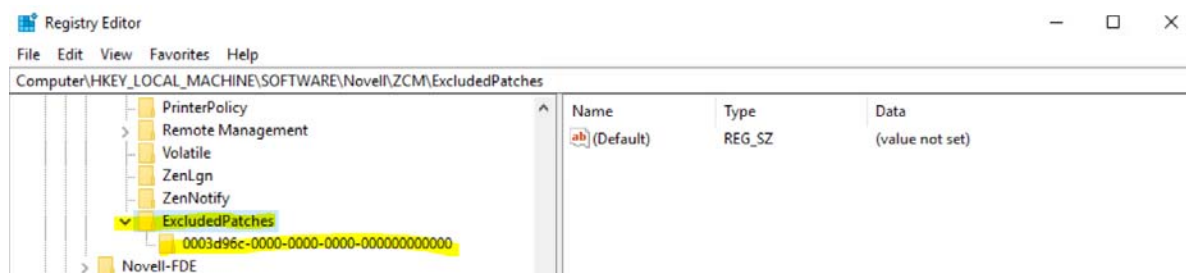 Registry Editor
File Edit View Favorites Help
Computer\HKEY_LOCAL_MACHINE\SOFTWARE\Novell\ZCM\ExcludedPatches
PrinterPolicy
Remote Management
Volatile
ZenLgn
ZenNotify
ExcludedPatches
0003d96c-0000-0000-0000-000000000000
Novell-FDE
Name Type Data
ab (Default) REG_SZ (value not set)